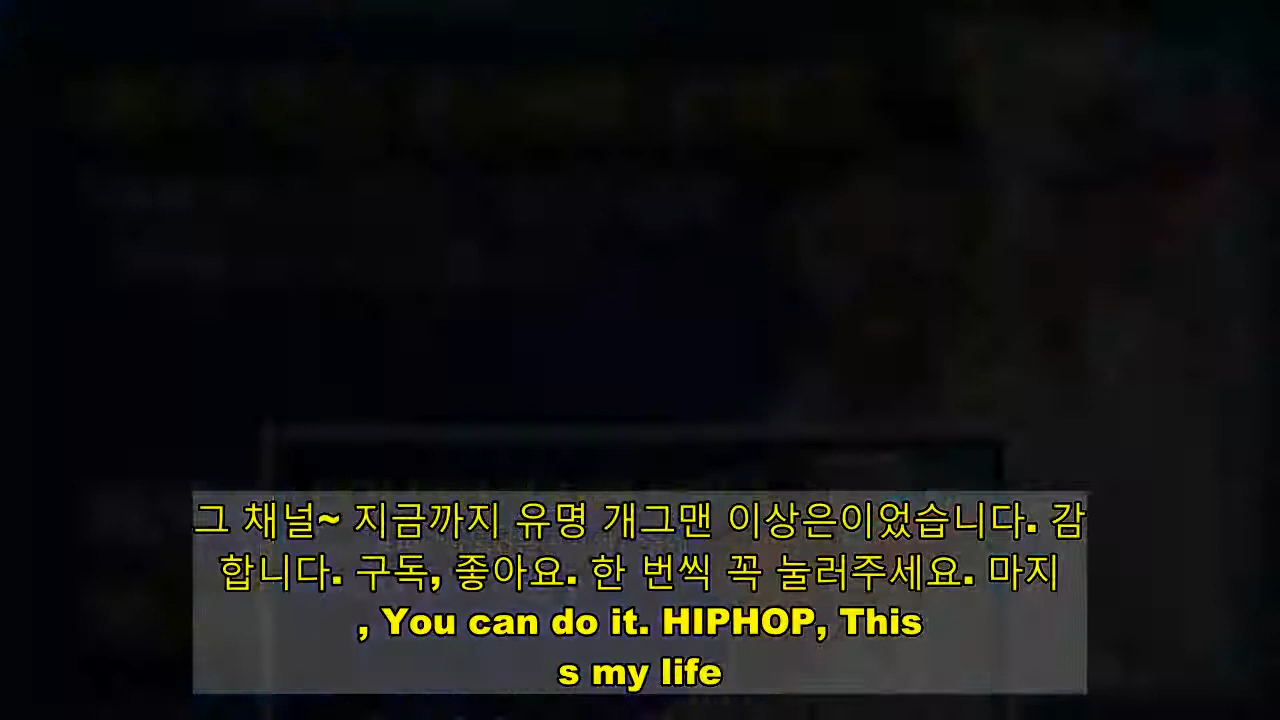 그 채널~ 지금까지 유명 개그맨 이상은이었습니다. 감
합니다. 구독, 좋아요. 한 번씩 꼭 눌러주세요. 마지
, You can do it. HIPHOP, This
s my life